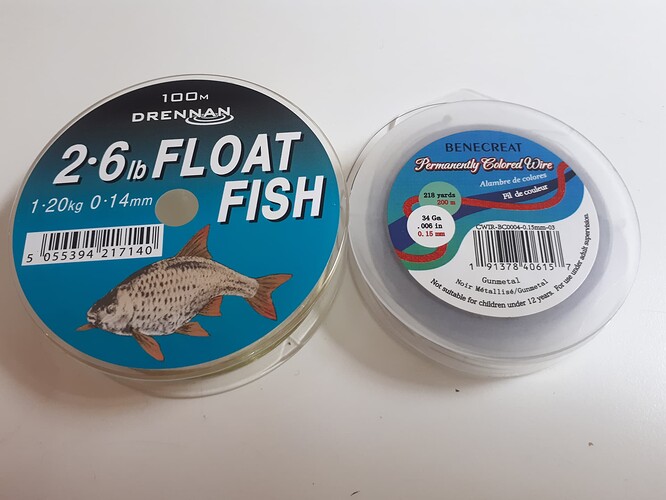 100M
DRENNAN
2·6lb FLOAT
FISH
1·20kg 0·14mm
5 055394 217140
BENECREAT
Permanently Colored Wire
Alambre de colores
Fil de couleur
218 yards
200 m
34 Ga
.006 in
0.15 mm
CWIR-BC0004-0.15mm-03
1 91378 40615 7
Gunmetal
Noir Métallisé/Gunmetal
Not suitable for children under 12 years. For use under adult supervision.